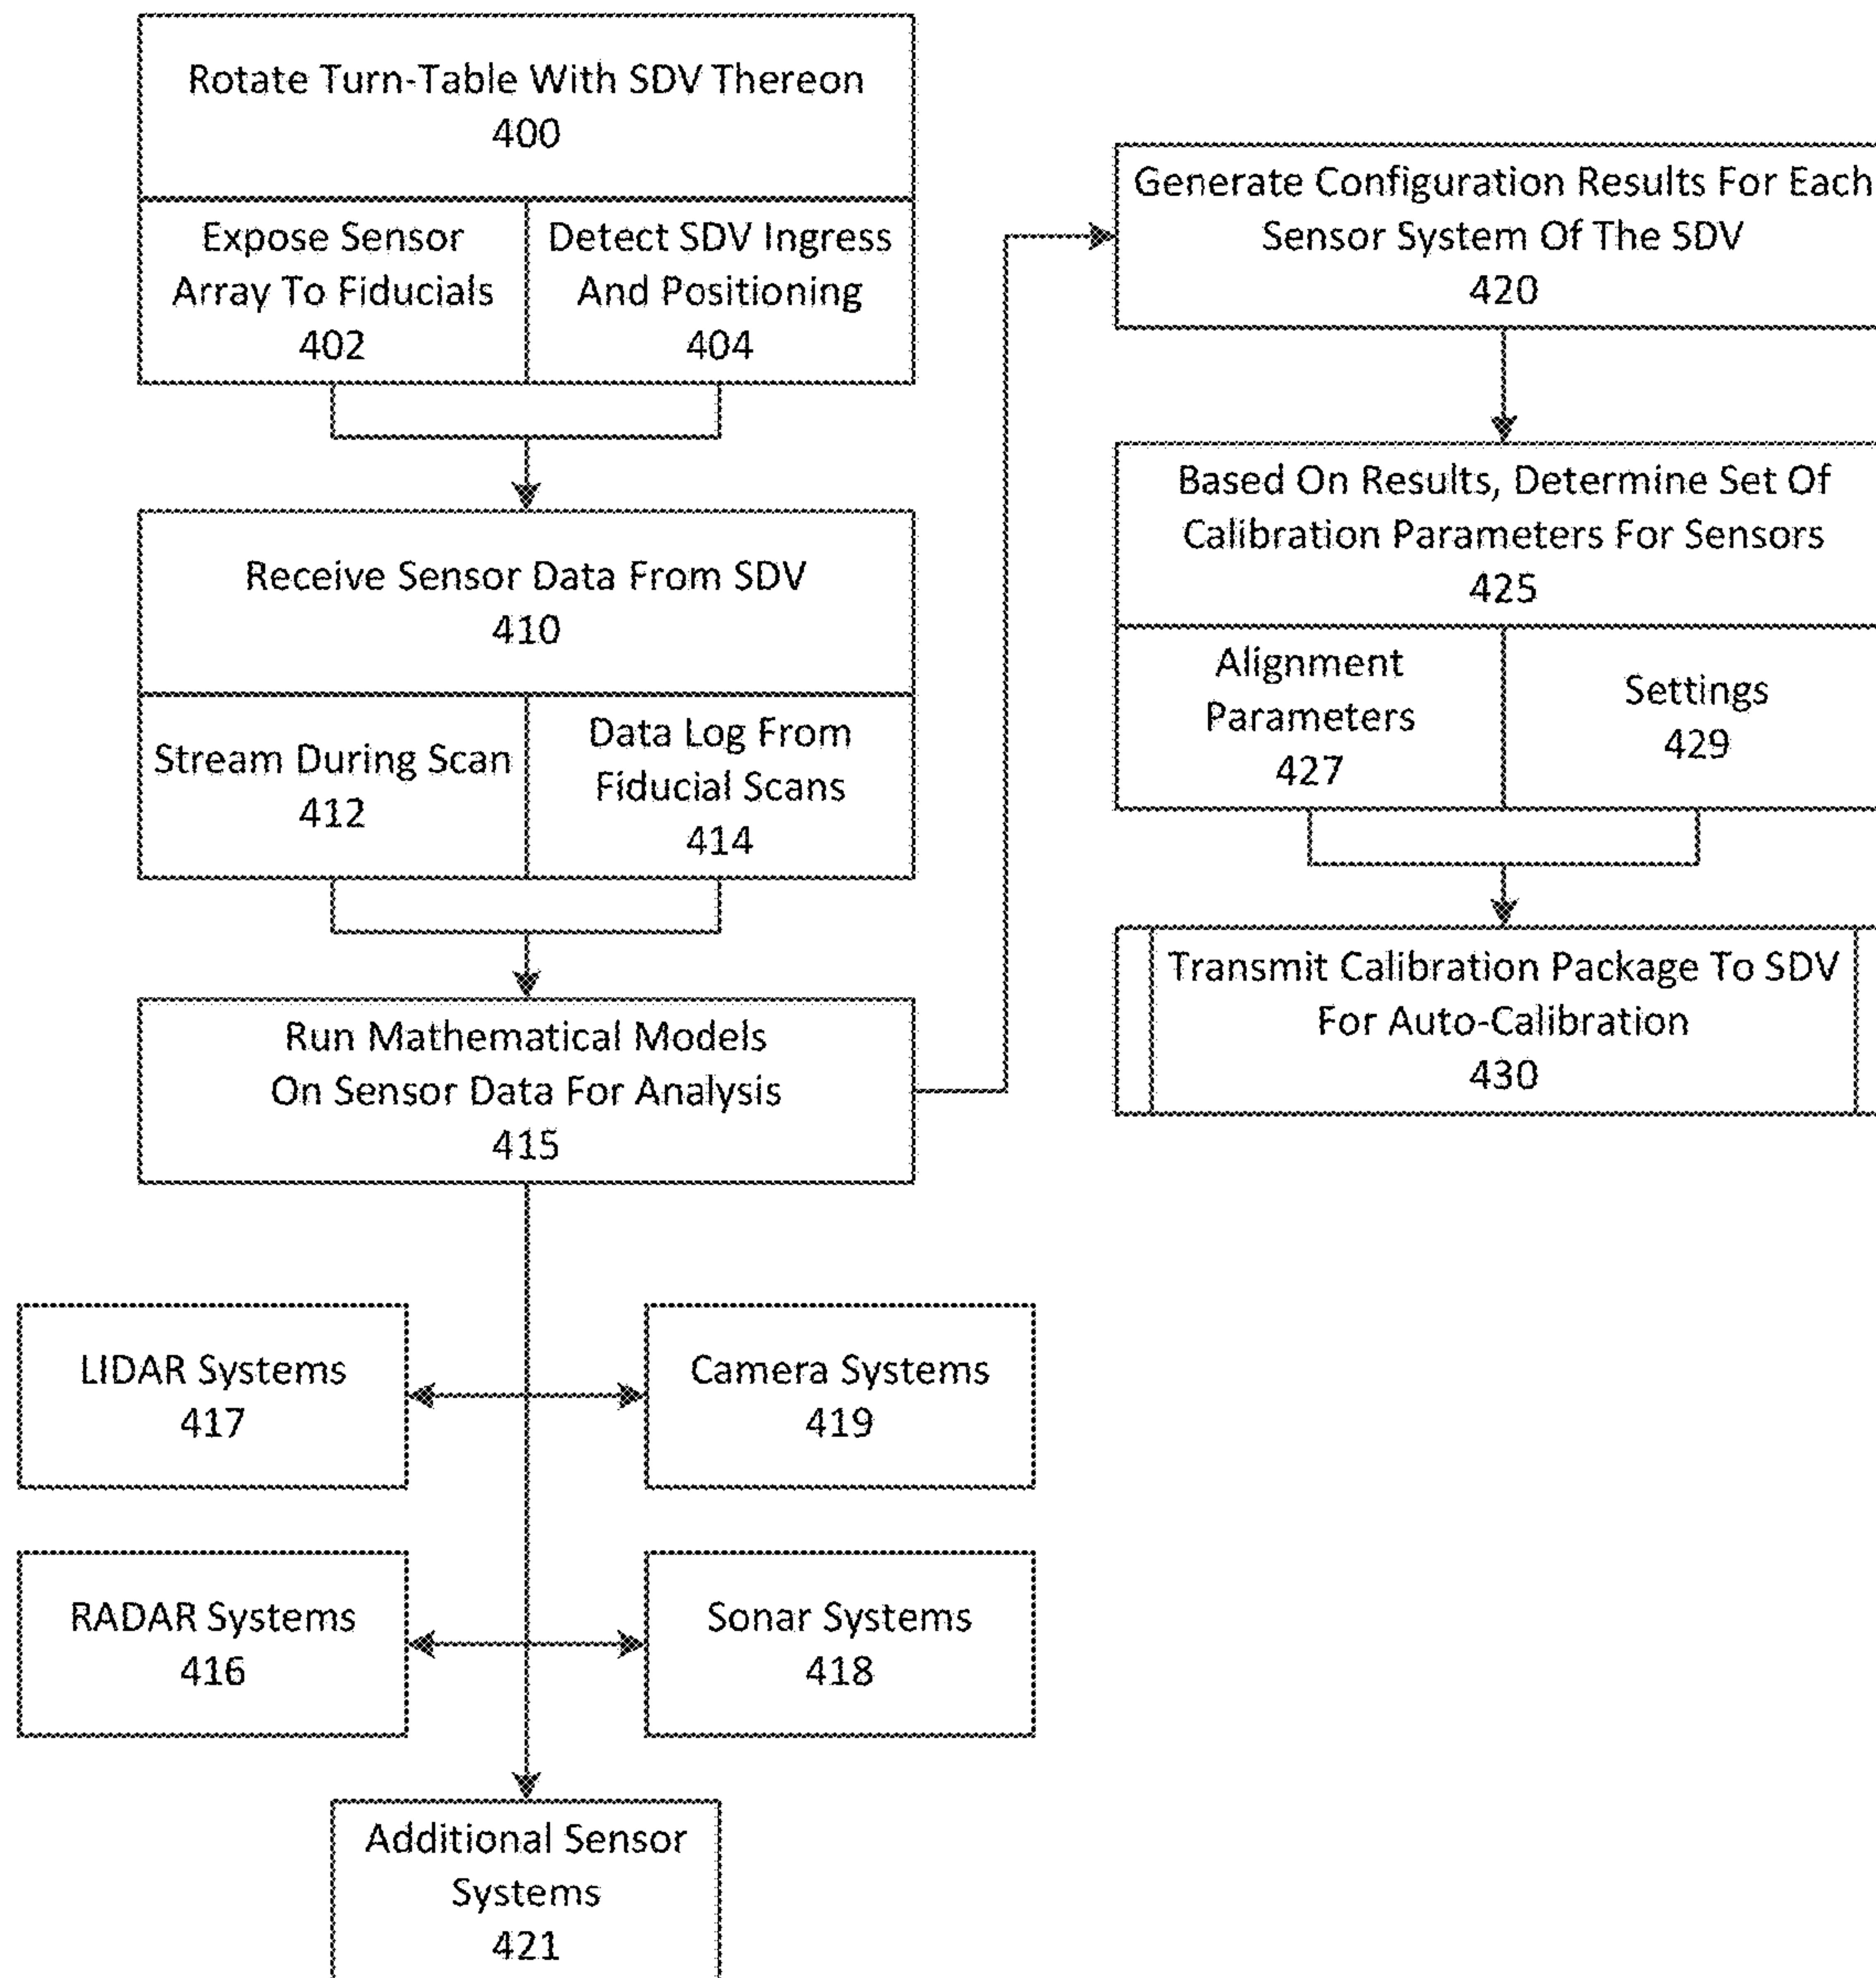 Rotate Turn-Table With SDV Thereon
400
Expose Sensor
Array To Fiducials
402
Detect SDV Ingress
And Positioning
404
Receive Sensor Data From SDV
410
Stream During Scan
412
Data Log From
Fiducial Scans
414
Run Mathematical Models
On Sensor Data For Analysis
415
LIDAR Systems
417
Camera Systems
419
RADAR Systems
416
Sonar Systems
418
Additional Sensor
Systems
421
Generate Configuration Results For Each
Sensor System Of The SDV
420
Based On Results, Determine Set Of
Calibration Parameters For Sensors
425
Alignment
Parameters
427
Settings
429
Transmit Calibration Package To SDV
For Auto-Calibration
430